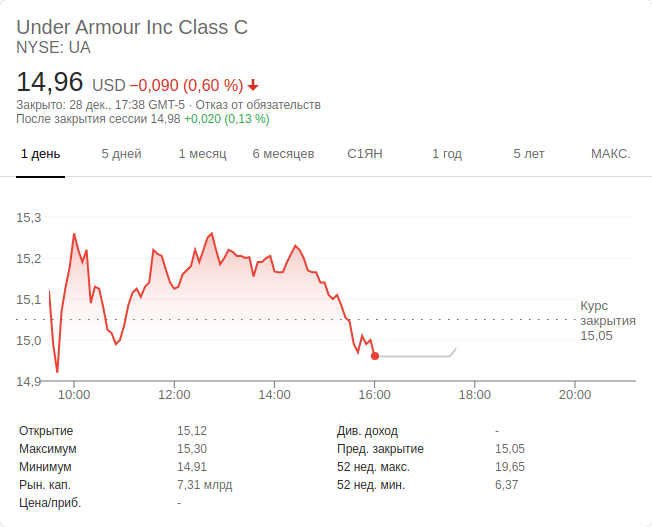 Under Armour Inc Class C
NYSE: UA
14,96 USD −0,090 (0,60 %)
Закрыто: 28 дек., 17:38 GMT-5 · Отказ от обязательств
После закрытия сессии 14,98 +0,020 (0,13 %)
1 день 5 дней 1 месяц 6 месяцев С1ЯН 1 год 5 лет МАКС.
15,3
15,2
15,1
15,0
14,9
Курс
закрытия
15,05
10:00 12:00 14:00 16:00 18:00 20:00
Открытие 15,12 Див. доход -
Максимум 15,30 Пред. закрытие 15,05
Минимум 14,91 52 нед. макс. 19,65
Рын. кап. 7,31 млрд 52 нед. мин. 6,37
Цена/приб. -